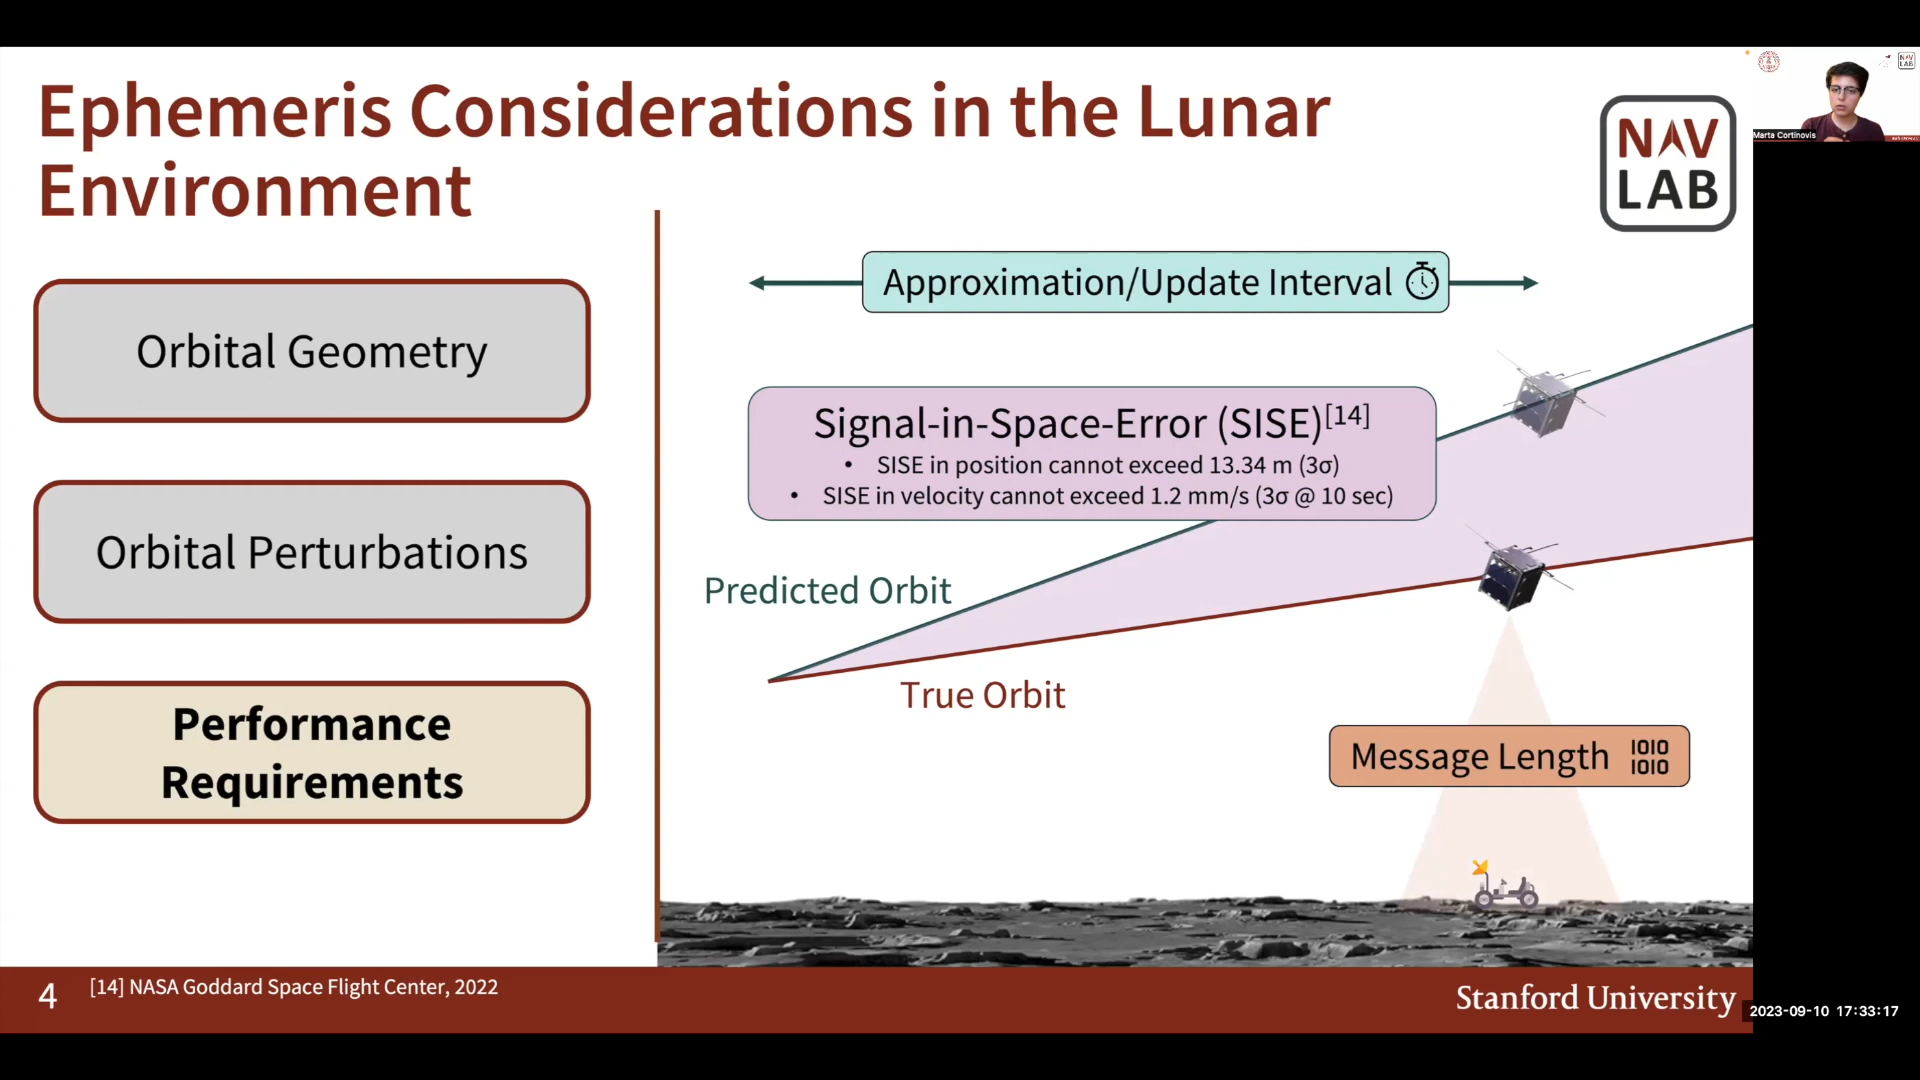 Ephemeris Considerations in the Lunar
Environment
NAV
LAB
Marta Cortinovis
Orbital Geometry
Orbital Perturbations
Performance
Requirements
Approximation/Update Interval
Signal-in-Space-Error (SISE)[14]
• SISE in position cannot exceed 13.34 m (3σ)
• SISE in velocity cannot exceed 1.2 mm/s (3σ @ 10 sec)
Predicted Orbit
True Orbit
Message Length
1010
1010
4
[14] NASA Goddard Space Flight Center, 2022
Stanford University
2023-09-10 17:33:17